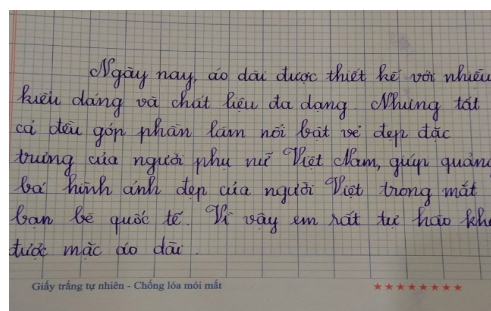 Ngày nay, áo dài được thiết kế với nhiều
kiểu dáng và chất liệu đa dạng. Nhưng tất
cả đều góp phần làm nổi bật vẻ đẹp đặc
trưng của người phụ nữ Việt Nam, giúp quảng
bá hình ảnh đẹp của người Việt trong mắt
bạn bè quốc tế. Vì vậy em rất tự hào khi
được mặc áo dài.
Giấy trắng tự nhiên - Chống lóa mỏi mắt